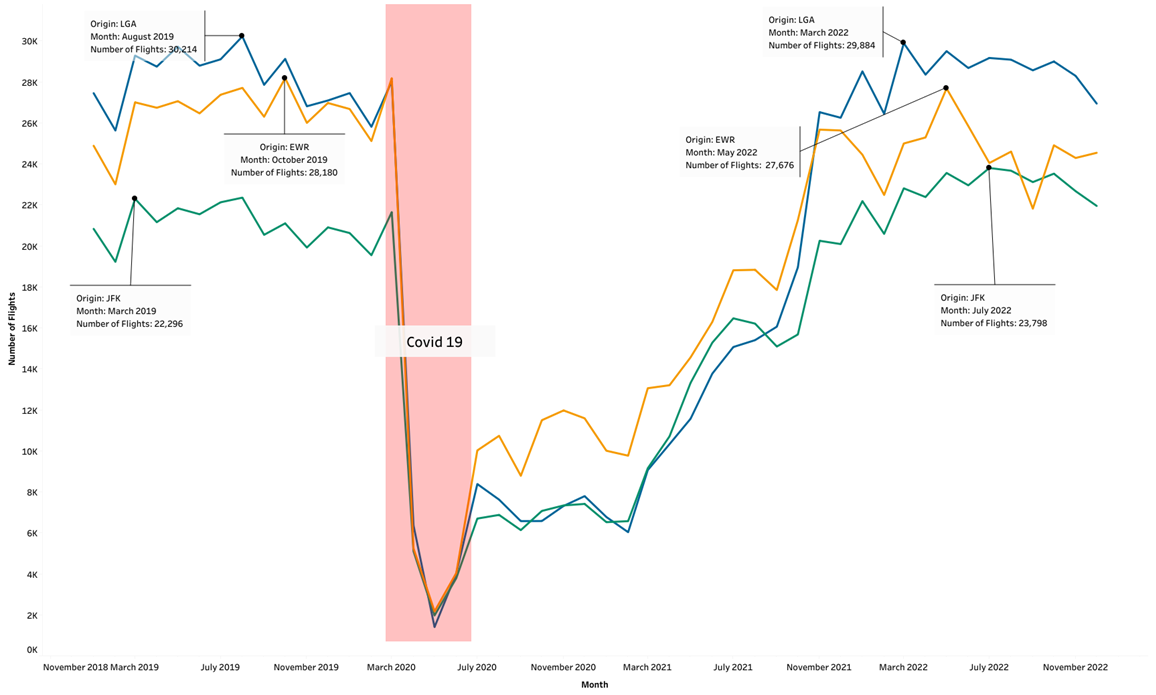 Origin: LGA
Month: August 2019
Number of Flights: 30,214
Origin: LGA
Month: March 2022
Number of Flights: 29,884
Origin: EWR
Month: October 2019
Number of Flights: 28,180
Origin: EWR
Month: May 2022
Number of Flights: 27,676
Origin: JFK
Month: March 2019
Number of Flights: 22,296
Origin: JFK
Month: July 2022
Number of Flights: 23,798
Covid 19
Number of Flights
30K
28K
26K
24K
22K
20K
18K
16K
14K
12K
10K
8K
6K
4K
2K
0K
November 2018 March 2019 July 2019 November 2019 March 2020 July 2020 November 2020 March 2021 July 2021 November 2021 March 2022 July 2022 November 2022
Month